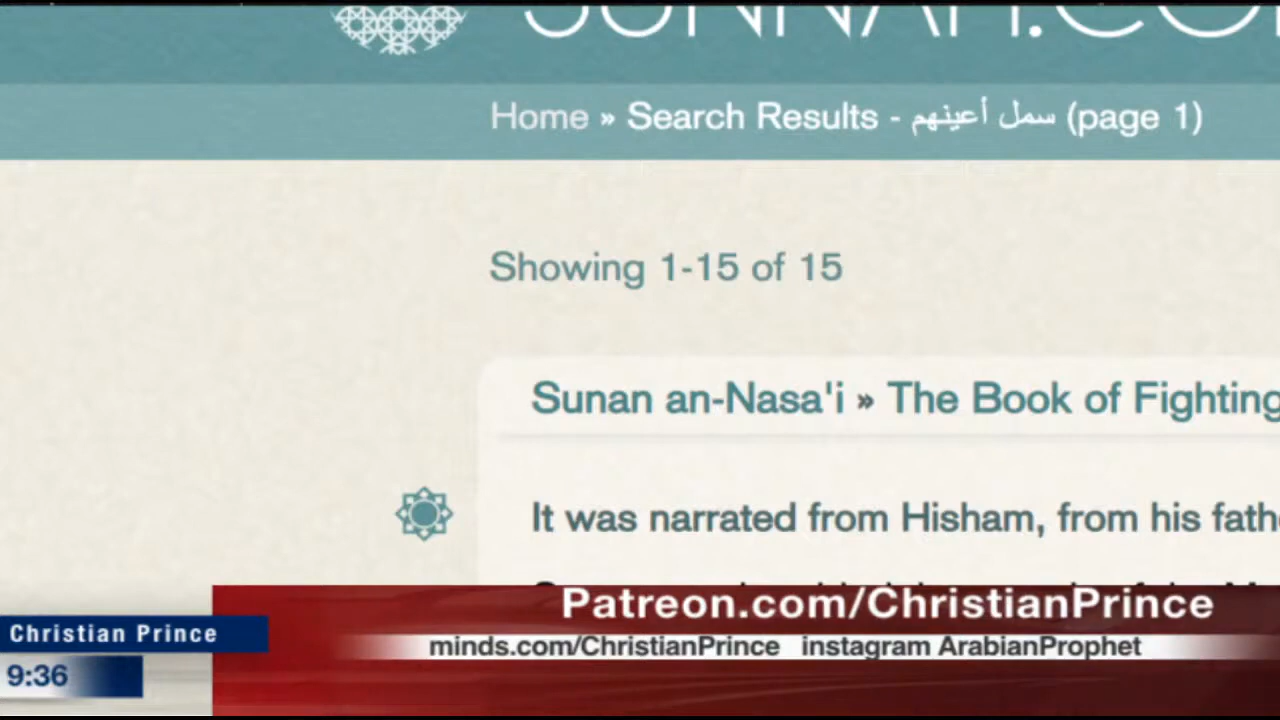 SUNNAH.CO
Home » Search Results - سمل أعينهم (page 1)
Showing 1-15 of 15
Sunan an-Nasa'i » The Book of Fighting
It was narrated from Hisham, from his fath
Patreon.com/ChristianPrince
Christian Prince
minds.com/ChristianPrince instagram ArabianProphet
9:36